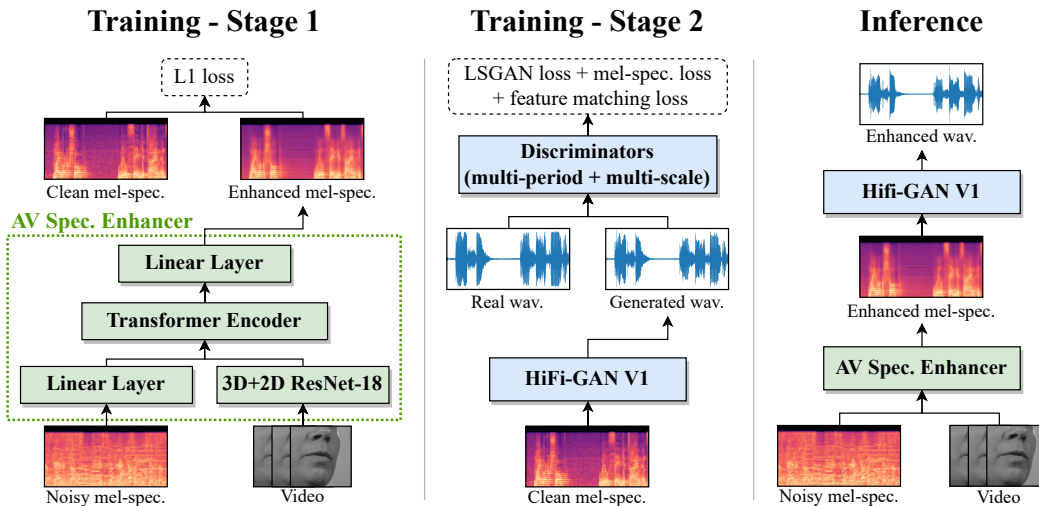 Training - Stage 1
L1 loss
Clean mel-spec.
Enhanced mel-spec.
AV Spec. Enhancer
Linear Layer
Transformer Encoder
Linear Layer
3D+2D ResNet-18
Noisy mel-spec.
Video
Training - Stage 2
LSGAN loss + mel-spec. loss
+ feature matching loss
Discriminators
(multi-period + multi-scale)
Real wav.
Generated wav.
HiFi-GAN V1
Clean mel-spec.
Inference
Enhanced wav.
Hifi-GAN V1
Enhanced mel-spec.
AV Spec. Enhancer
Noisy mel-spec.
Video